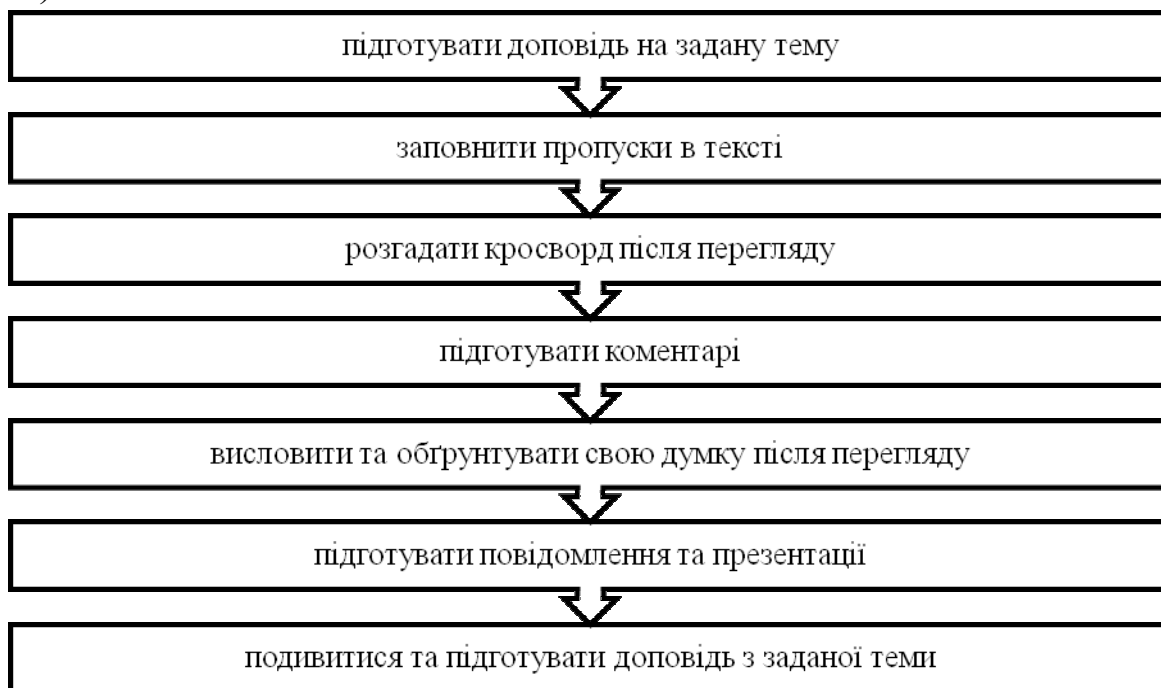 підготувати доповідь на задану тему
заповнити пропуски в тексті
розгадати кросворд після перегляду
підготувати коментарі
висловити та обґрунтувати свою думку після перегляду
підготувати повідомлення та презентації
подивитися та підготувати доповідь з заданої теми